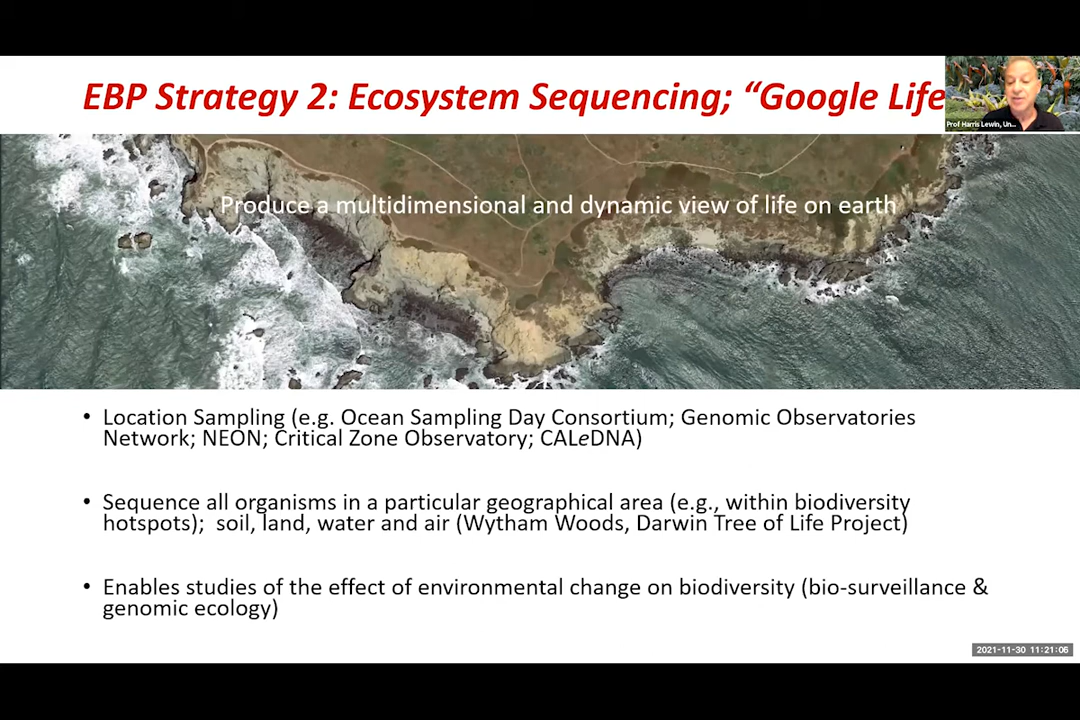 EBP Strategy 2: Ecosystem Sequencing; “Google Life
Prof Harris Lewin, Un...
Produce a multidimensional and dynamic view of life on earth
• Location Sampling (e.g. Ocean Sampling Day Consortium; Genomic Observatories
Network; NEON; Critical Zone Observatory; CALeDNA)
• Sequence all organisms in a particular geographical area (e.g., within biodiversity
hotspots);  soil, land, water and air (Wytham Woods, Darwin Tree of Life Project)
• Enables studies of the effect of environmental change on biodiversity (bio-surveillance &
genomic ecology)
2021-11-30 11:21:06